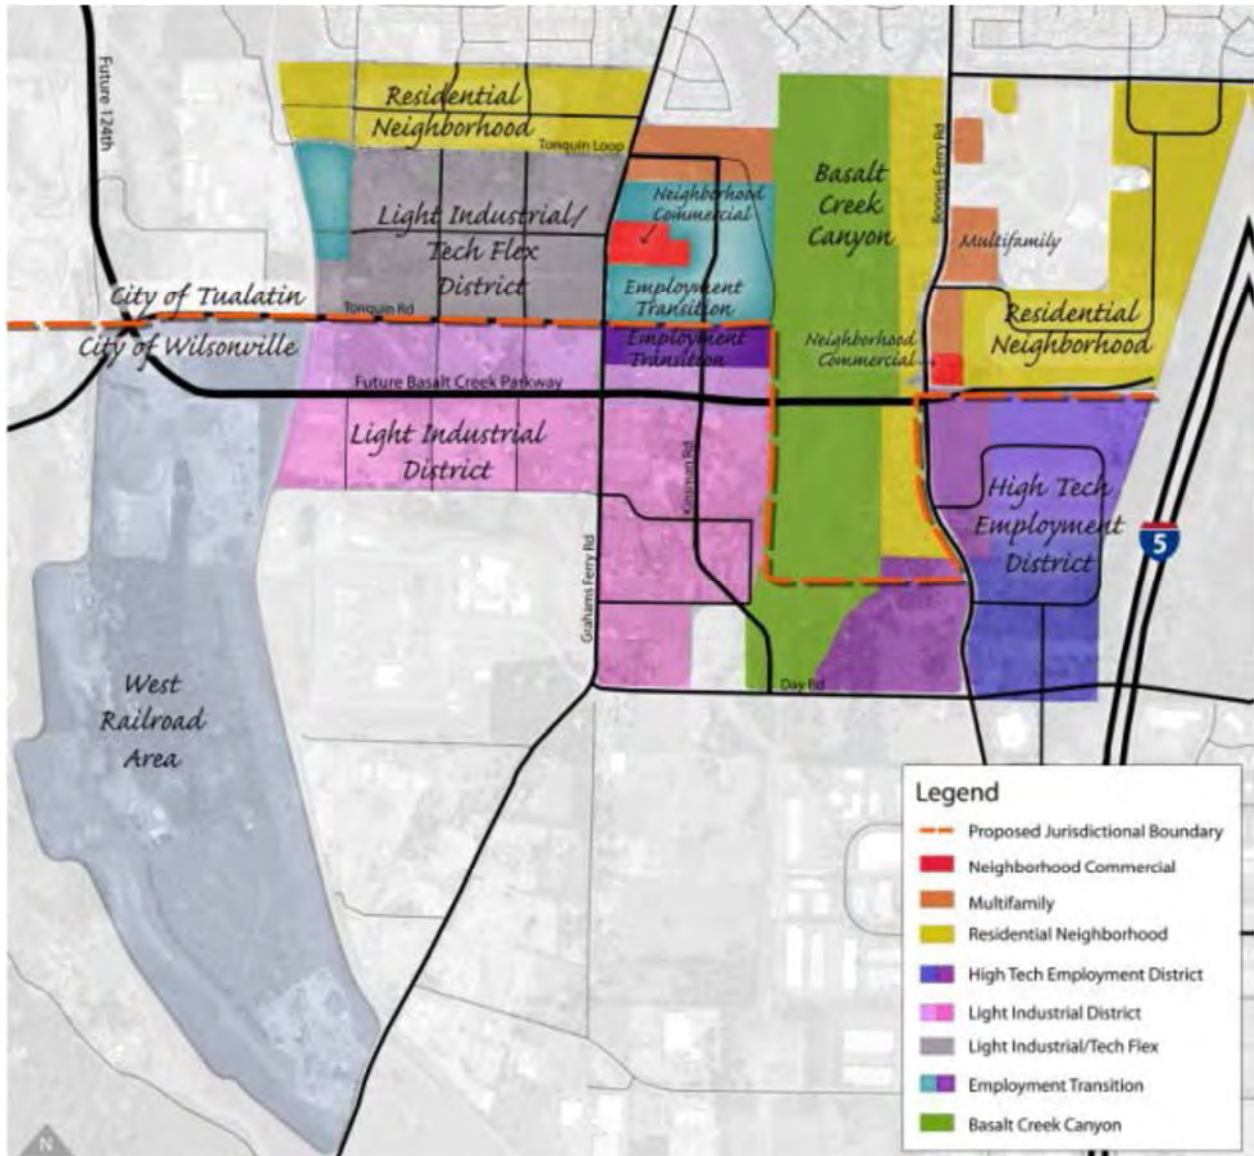 Future 124th
Residential
Neighborhood
Tonquin Loop
Light Industrial/
Tech Flex
District
Neighborhood
Commercial
Basalt
Creek
Canyon
Boones Ferry Rd
Multifamily
Employment
Transition
City of Tualatin
Tonquin Rd
City of Wilsonville
Employment
Transition
Neighborhood
Commercial
Residential
Neighborhood
Future Basalt Creek Parkway
Light Industrial
District
Kinsman Rd
High Tech
Employment
District
5
Grahams Ferry Rd
West
Railroad
Area
Day Rd
Legend
Proposed Jurisdictional Boundary
Neighborhood Commercial
Multifamily
Residential Neighborhood
High Tech Employment District
Light Industrial District
Light Industrial/Tech Flex
Employment Transition
Basalt Creek Canyon
N